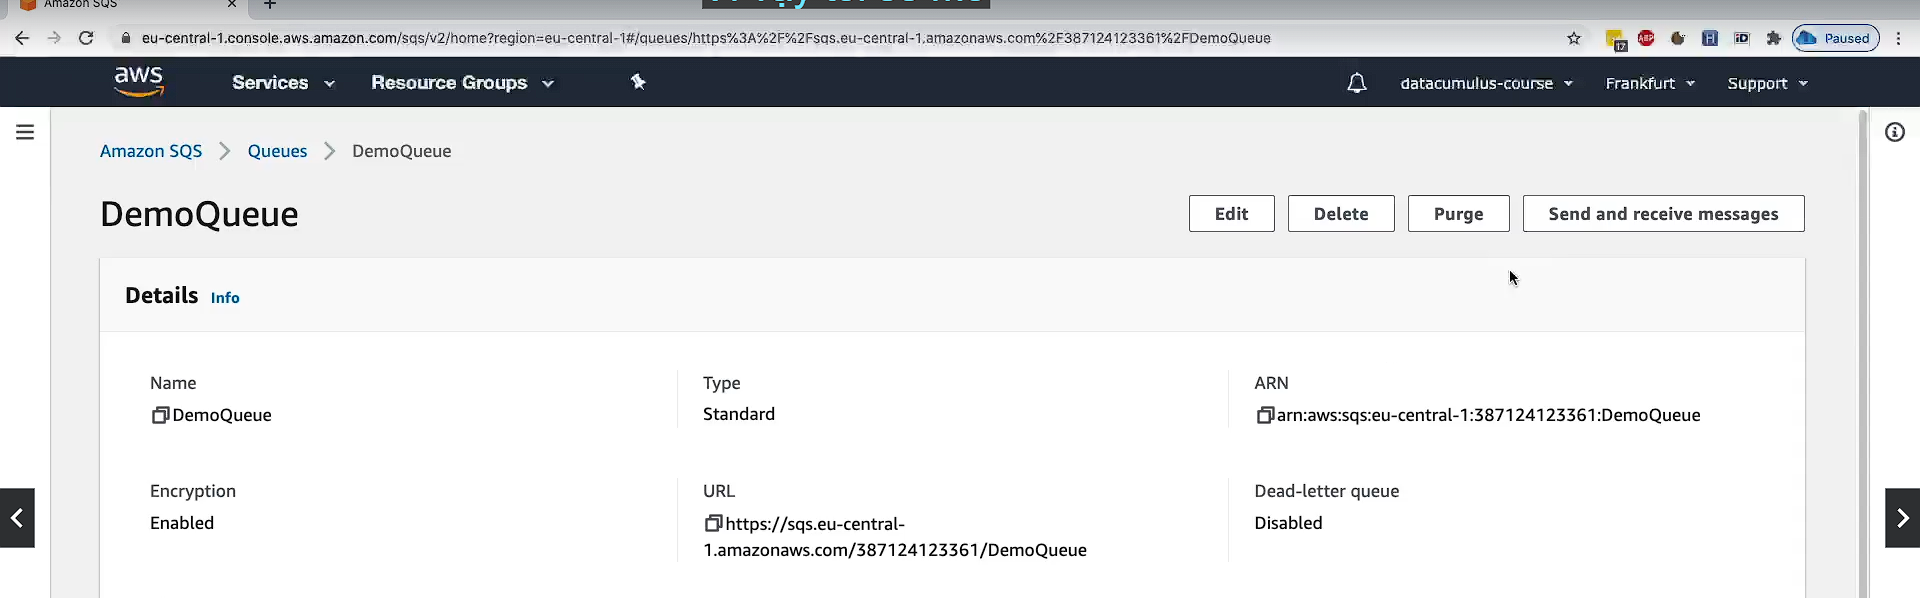 Amazon SQS
eu-central-1.console.aws.amazon.com/sqs/v2/home?region=eu-central-1#/queues/https%3A%2F%2Fsqs.eu-central-1.amazonaws.com%2F387124123361%2FDemoQueue
17
ABP
H
iD
Paused
aws
Services
Resource Groups
datacumulus-course
Frankfurt
Support
Amazon SQS
Queues
DemoQueue
DemoQueue
Edit
Delete
Purge
Send and receive messages
Details Info
Name
DemoQueue
Type
Standard
ARN
arn:aws:sqs:eu-central-1:387124123361:DemoQueue
Encryption
Enabled
URL
https://sqs.eu-central-
1.amazonaws.com/387124123361/DemoQueue
Dead-letter queue
Disabled